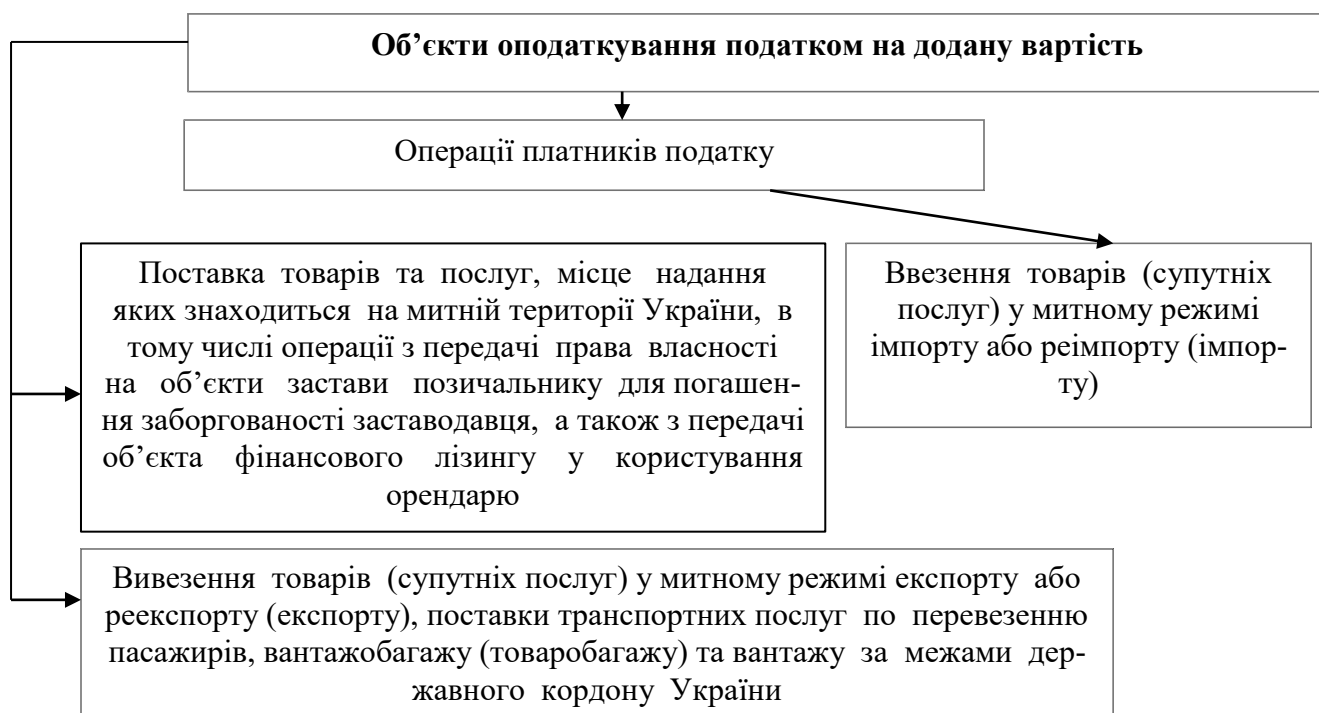 Об’єкти оподаткування податком на додану вартість
Операції платників податку
Поставка товарів та послуг, місце надання
яких знаходиться на митній території України, в
тому числі операції з передачі права власності
на об’єкти застави позичальнику для погашен-
ня заборгованості заставодавця, а також з передачі
об’єкта фінансового лізингу у користування
орендарю
Ввезення товарів (супутніх
послуг) у митному режимі
імпорту або реімпорту (імпор-
ту)
Вивезення товарів (супутніх послуг) у митному режимі експорту або
реекспорту (експорту), поставки транспортних послуг по перевезенню
пасажирів, вантажобагажу (товаробагажу) та вантажу за межами дер-
жавного кордону України